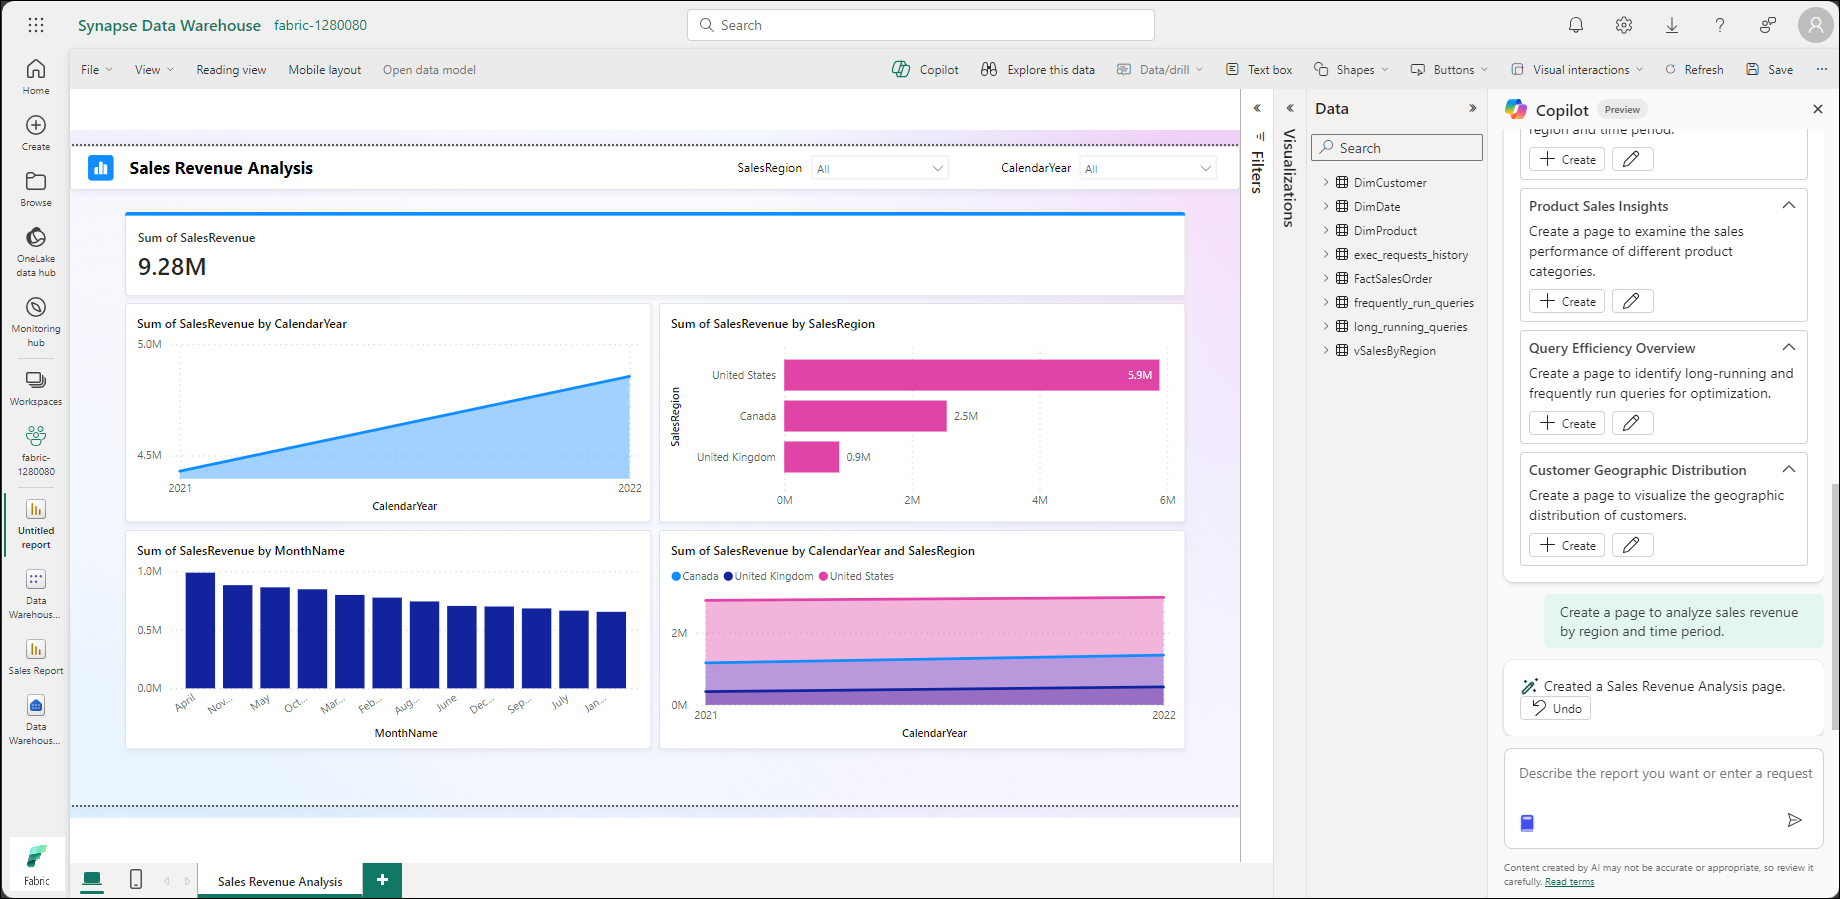 Synapse Data Warehouse fabric-1280080
Search
File View Reading view Mobile layout Open data model
Copilot Explore this data Data/drill Text box Shapes Buttons Visual interactions Refresh Save
Home
Create
Browse
OneLake
data hub
Monitoring
hub
Workspaces
fabric-
1280080
Untitled
report
Data
Warehous...
Sales Report
Data
Warehous...
Fabric
Sales Revenue Analysis
SalesRegion All
CalendarYear All
Sum of SalesRevenue
9.28M
Sum of SalesRevenue by CalendarYear
5.0M
4.5M
2021 2022
CalendarYear
Sum of SalesRevenue by SalesRegion
SalesRegion
United States 5.9M
Canada 2.5M
United Kingdom 0.9M
0M 2M 4M 6M
Sum of SalesRevenue by MonthName
1.0M
0.5M
0.0M
April Nov... May Oct... Mar... Feb... Aug... June Dec... Sep... July Jan...
MonthName
Sum of SalesRevenue by CalendarYear and SalesRegion
Canada United Kingdom United States
2M
0M
2021 2022
CalendarYear
Sales Revenue Analysis
Filters
Visualizations
Data
Search
DimCustomer
DimDate
DimProduct
exec_requests_history
FactSalesOrder
frequently_run_queries
long_running_queries
vSalesByRegion
Copilot Preview
region and time period.
Create
Product Sales Insights
Create a page to examine the sales
performance of different product
categories.
Create
Query Efficiency Overview
Create a page to identify long-running and
frequently run queries for optimization.
Create
Customer Geographic Distribution
Create a page to visualize the geographic
distribution of customers.
Create
Create a page to analyze sales revenue
by region and time period.
Created a Sales Revenue Analysis page.
Undo
Describe the report you want or enter a request
Content created by AI may not be accurate or appropriate, so review it
carefully. Read terms